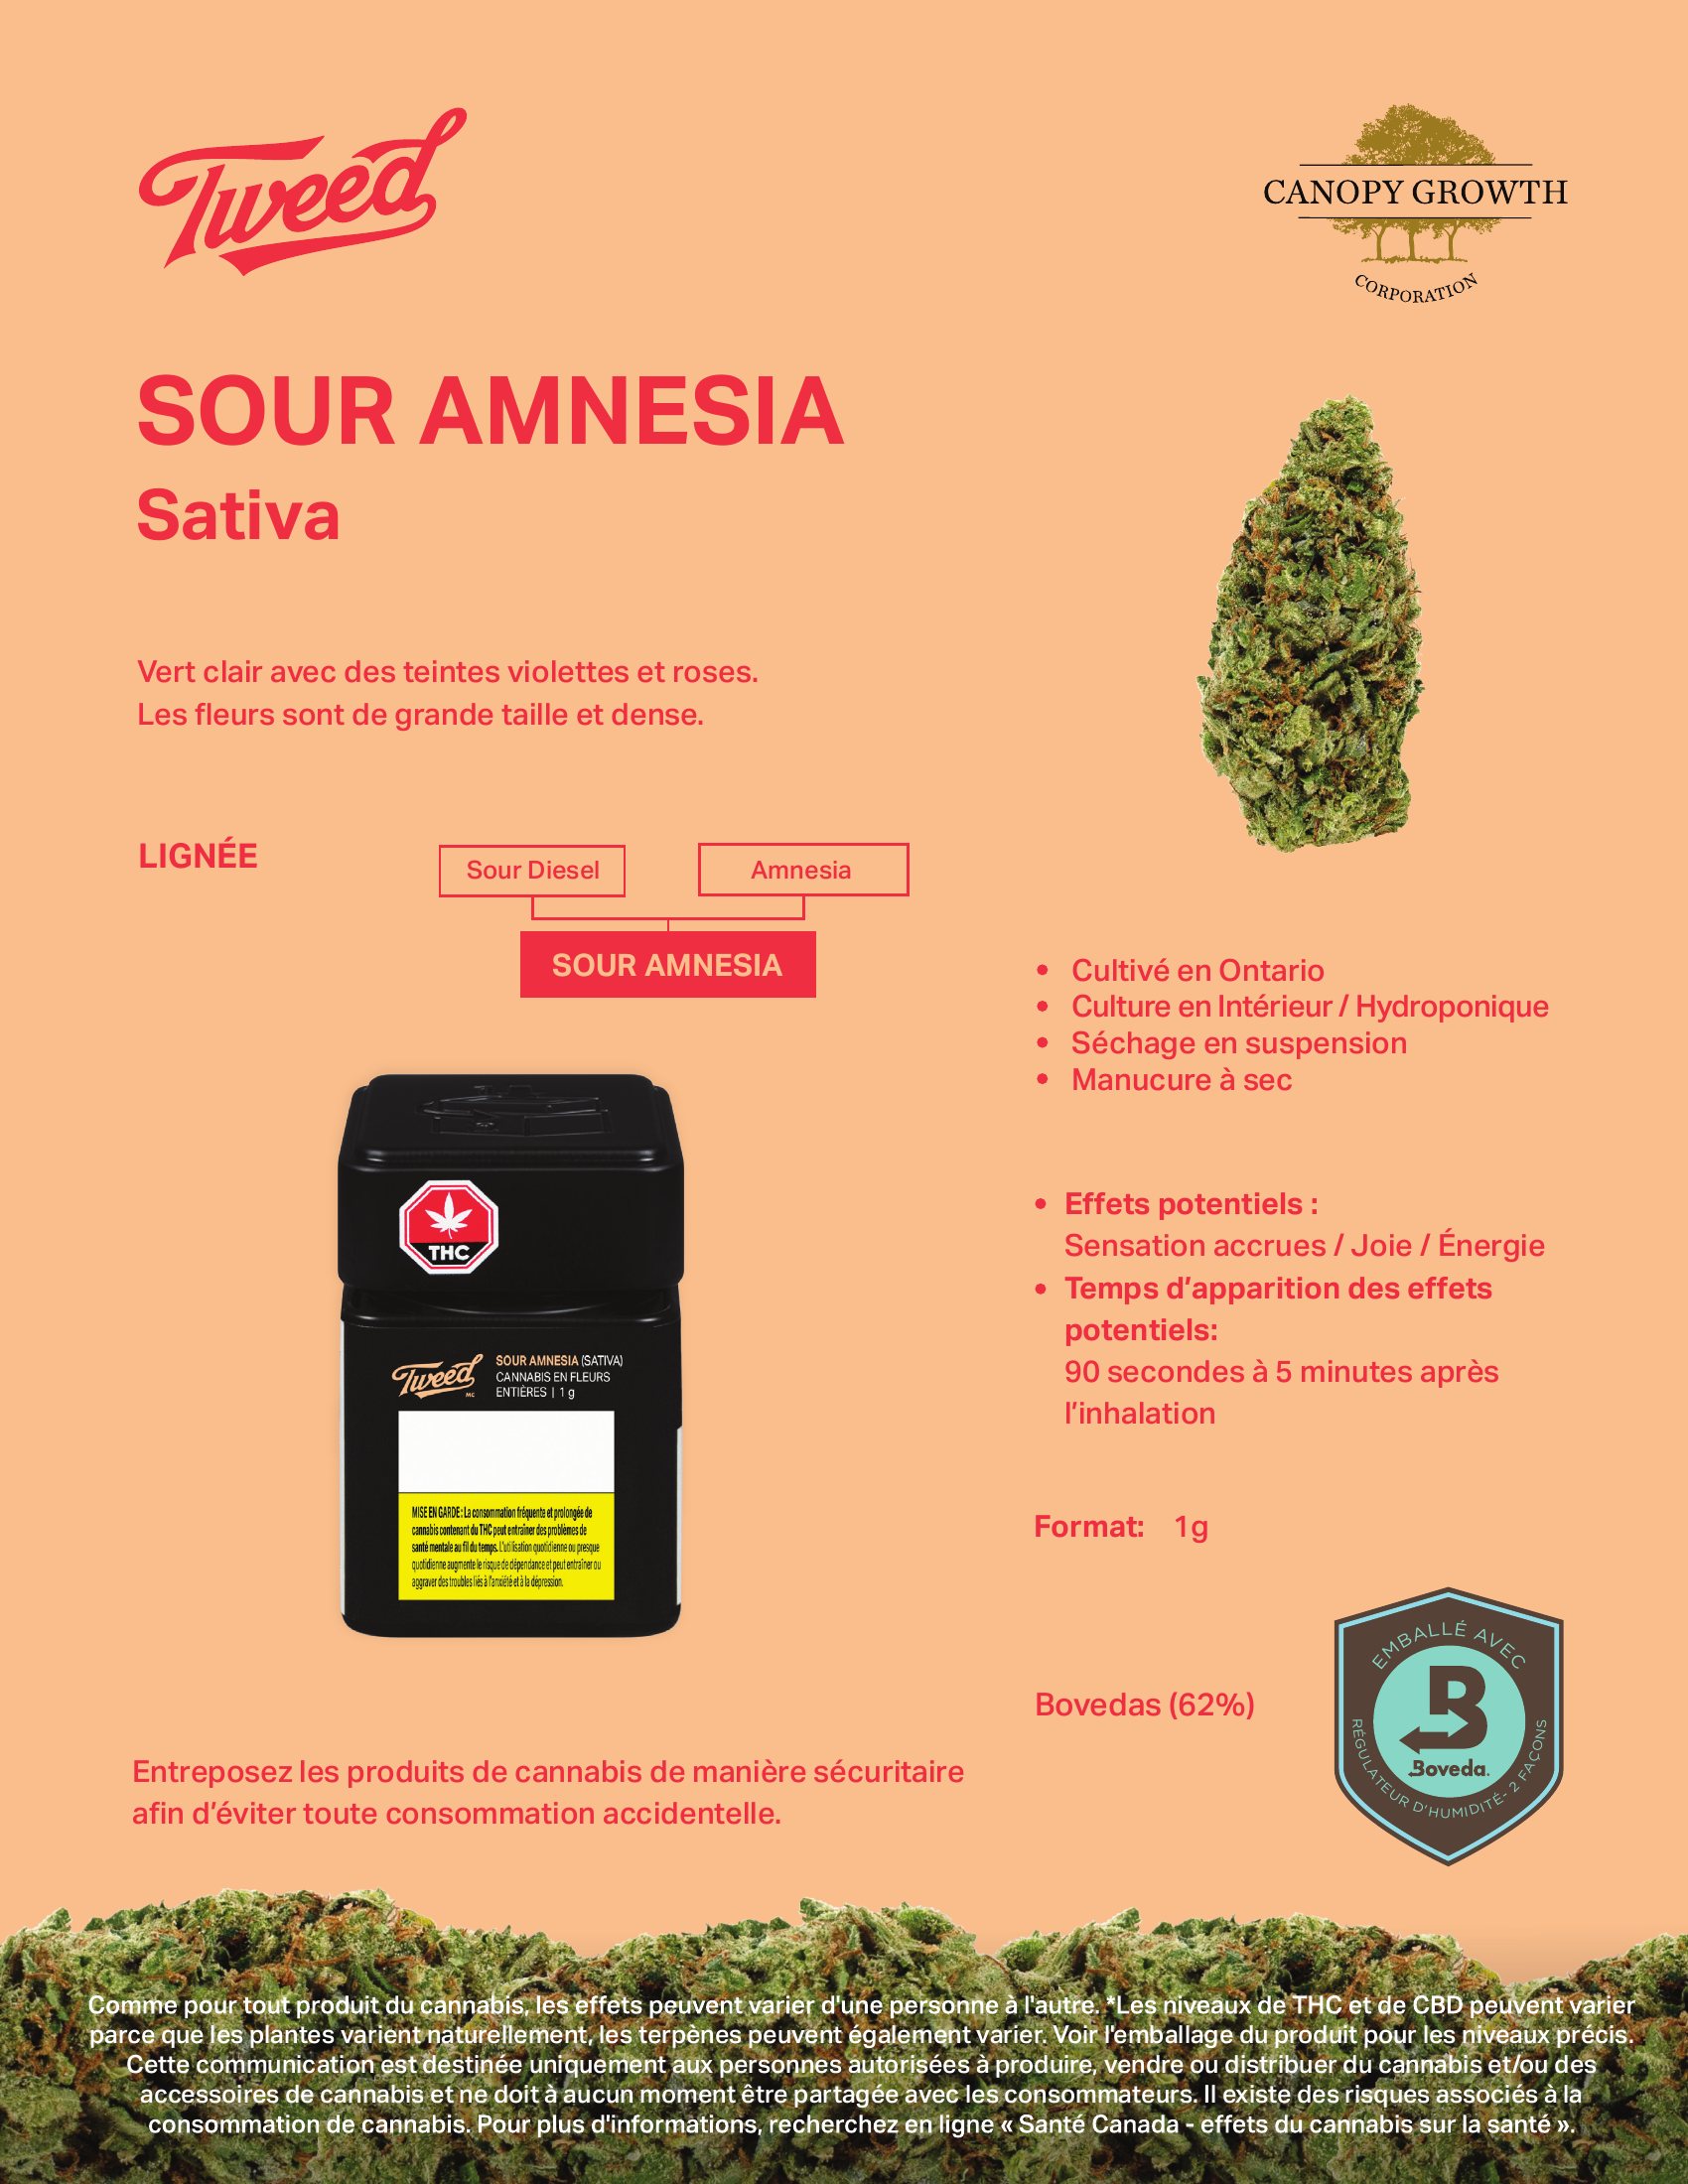 Tweed
CANOPY GROWTH
CORPORATION
SOUR AMNESIA
Sativa
Vert clair avec des teintes violettes et roses.
Les fleurs sont de grande taille et dense.
LIGNÉE
Sour Diesel
Amnesia
SOUR AMNESIA
• Cultivé en Ontario
• Culture en Intérieur / Hydroponique
• Séchage en suspension
• Manucure à sec
THC
Tweed MC
SOUR AMNESIA (SATIVA)
CANNABIS EN FLEURS
ENTIÈRES | 1 g
MISE EN GARDE : La consommation fréquente et prolongée de
cannabis contenant du THC peut entraîner des problèmes de
santé mentale au fil du temps. L'utilisation quotidienne ou presque
quotidienne augmente le risque de dépendance et peut entraîner ou
aggraver des troubles liés à l'anxiété et à la dépression.
• Effets potentiels :
Sensation accrues / Joie / Énergie
• Temps d’apparition des effets
potentiels:
90 secondes à 5 minutes après
l’inhalation
Format: 1g
Bovedas (62%)
EMBALLÉ AVEC
B
Boveda.
RÉGULATEUR D'HUMIDITÉ- 2 FAÇONS
Entreposez les produits de cannabis de manière sécuritaire
afin d’éviter toute consommation accidentelle.
Comme pour tout produit du cannabis, les effets peuvent varier d'une personne à l'autre. *Les niveaux de THC et de CBD peuvent varier
parce que les plantes varient naturellement, les terpènes peuvent également varier. Voir l'emballage du produit pour les niveaux précis.
Cette communication est destinée uniquement aux personnes autorisées à produire, vendre ou distribuer du cannabis et/ou des
accessoires de cannabis et ne doit à aucun moment être partagée avec les consommateurs. Il existe des risques associés à la
consommation de cannabis. Pour plus d'informations, recherchez en ligne « Santé Canada - effets du cannabis sur la santé ».